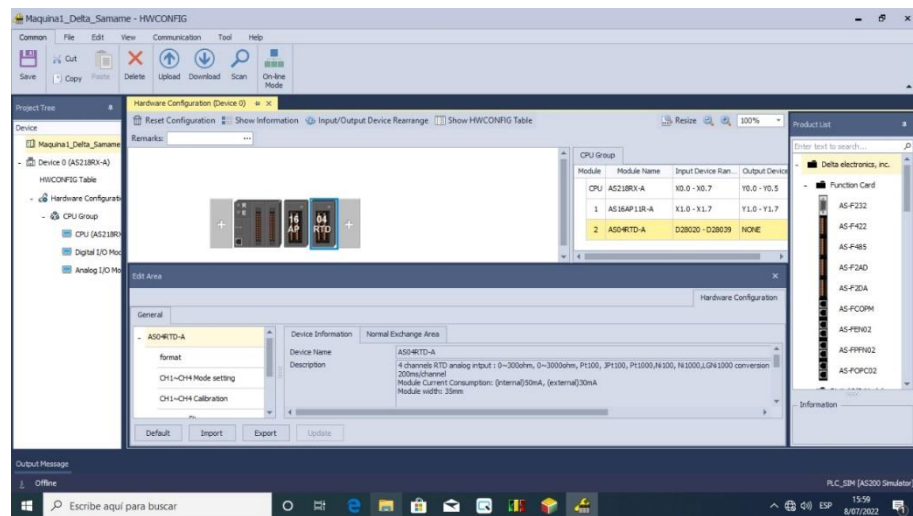 Maquina1_Delta_Samame - HWCONFIG
Common File Edit View Communication Tool Help
Save Cut Copy Paste Delete Upload Download Scan On-line Mode
Project Tree
Device
Maquina1_Delta_Samame
Device 0 (AS218RX-A)
HWCONFIG Table
Hardware Configurati
CPU Group
CPU (AS218RX
Digital I/O Moc
Analog I/O Mo
Hardware Configuration (Device 0)
Reset Configuration Show Information Input/Output Device Rearrange Show HWCONFIG Table Resize 100%
Remarks: ...
16 AP
04 RTD
CPU Group
Module Module Name Input Device Ran... Output Device
CPU AS218RX-A X0.0 - X0.7 Y0.0 - Y0.5
1 AS16AP11R-A X1.0 - X1.7 Y1.0 - Y1.7
2 AS04RTD-A D28020 - D28039 NONE
Edit Area
Hardware Configuration
General
AS04RTD-A
format
CH1~CH4 Mode setting
CH1~CH4 Calibration
Device Information Normal Exchange Area
Device Name AS04RTD-A
Description 4 channels RTD analog intput : 0~300ohm, 0~3000ohm, Pt100, JPt100, Pt1000,Ni100, Ni1000,LGNi1000 conversion
200ms/channel
Module Current Consumption: (internal)50mA, (external)30mA
Module width: 35mm
Default Import Export Update
Product List
Enter text to search...
Delta electronics, inc.
Function Card
AS-F232
AS-F422
AS-F485
AS-F2AD
AS-F2DA
AS-FCOPM
AS-FEN02
AS-FPFN02
AS-FOPC02
Information
Output Message
Offline
PLC_SIM [AS200 Simulator]
Escribe aquí para buscar
ESP
15:59
8/07/2022